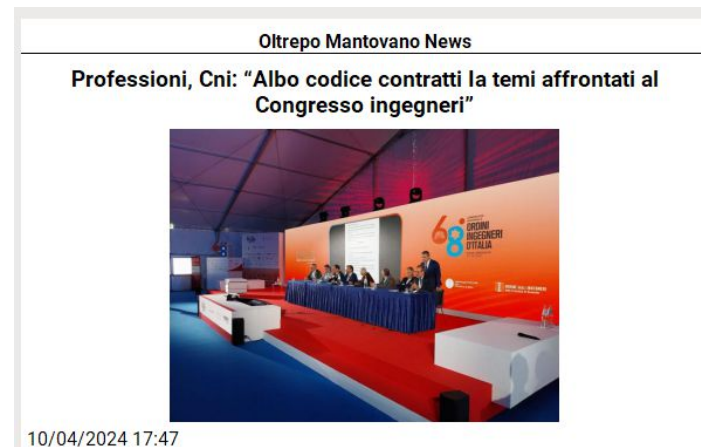 Oltrepo Mantovano News
Professioni, Cni: “Albo codice contratti Ia temi affrontati al
Congresso ingegneri”
68°
ORDINI
INGEGNERI
D'ITALIA
10/04/2024 17:47